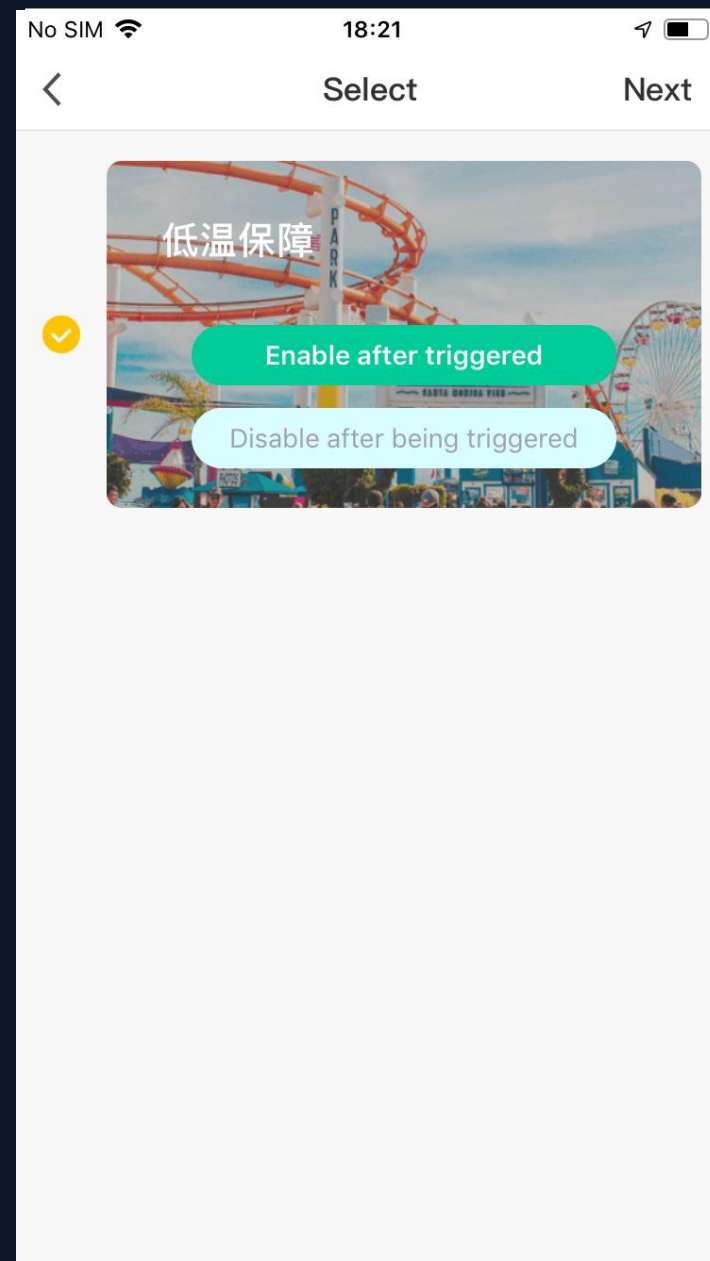 No SIM
18:21
Select
Next
低温保障
PARK
Enable after triggered
Disable after being triggered